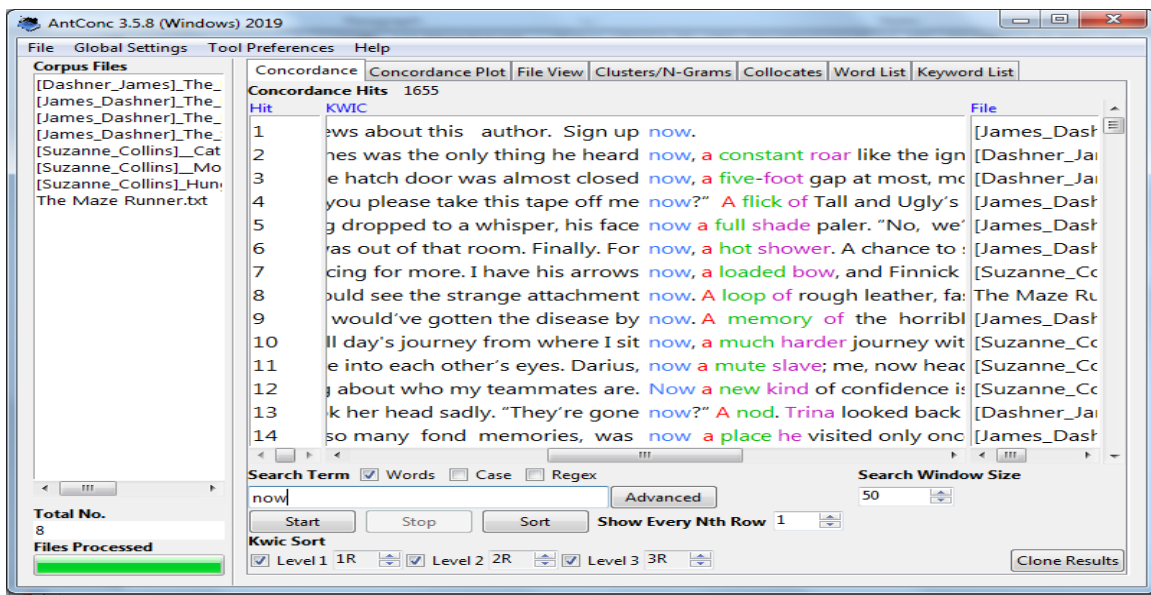 AntConc 3.5.8 (Windows) 2019
File Global Settings Tool Preferences Help
Corpus Files
[Dashner_James]_The_
[James_Dashner]_The_
[James_Dashner]_The_
[James_Dashner]_The_
[Suzanne_Collins]__Cat
[Suzanne_Collins]__Mo
[Suzanne_Collins]_Hun
The Maze Runner.txt
Total No.
8
Files Processed
Concordance Concordance Plot File View Clusters/N-Grams Collocates Word List Keyword List
Concordance Hits 1655
Hit KWIC File
1 ews about this author. Sign up now. [James_Dash
2 nes was the only thing he heard now, a constant roar like the ign [Dashner_Jar
3 e hatch door was almost closed now, a five-foot gap at most, mo [Dashner_Jar
4 you please take this tape off me now?" A flick of Tall and Ugly's [James_Dash
5 g dropped to a whisper, his face now a full shade paler. "No, we' [James_Dash
6 vas out of that room. Finally. For now, a hot shower. A chance to [James_Dash
7 cing for more. I have his arrows now, a loaded bow, and Finnick [Suzanne_Co
8 ould see the strange attachment now. A loop of rough leather, fa The Maze Ru
9 would've gotten the disease by now. A memory of the horribl [James_Dash
10 ll day's journey from where I sit now, a much harder journey wit [Suzanne_Co
11 e into each other's eyes. Darius, now a mute slave; me, now head [Suzanne_Co
12 g about who my teammates are. Now a new kind of confidence is [Suzanne_Co
13 k her head sadly. "They're gone now?" A nod. Trina looked back [Dashner_Jar
14 so many fond memories, was now a place he visited only onc [James_Dash
Search Term Words Case Regex Search Window Size
now Advanced 50
Start Stop Sort Show Every Nth Row 1
Kwic Sort
Level 1 1R Level 2 2R Level 3 3R Clone Results